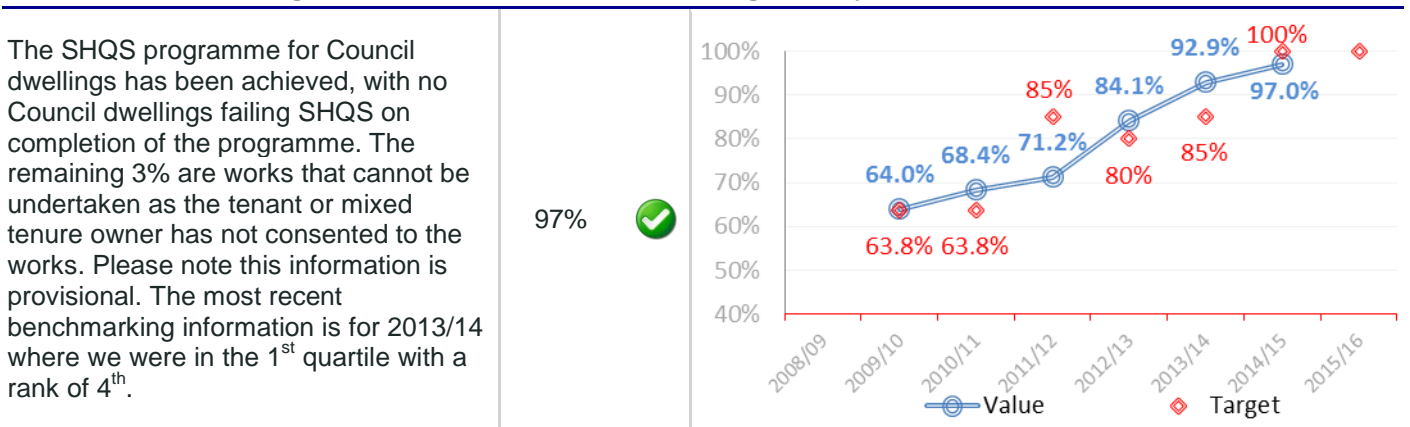 The SHQS programme for Council
dwellings has been achieved, with no
Council dwellings failing SHQS on
completion of the programme. The
remaining 3% are works that cannot be
undertaken as the tenant or mixed
tenure owner has not consented to the
works. Please note this information is
provisional. The most recent
benchmarking information is for 2013/14
where we were in the 1st quartile with a
rank of 4th.
97%
100%
90%
80%
70%
60%
50%
40%
64.0%
68.4%
71.2%
84.1%
92.9%
97.0%
63.8%
63.8%
85%
80%
85%
100%
2008/09
2009/10
2010/11
2011/12
2012/13
2013/14
2014/15
2015/16
Value
Target